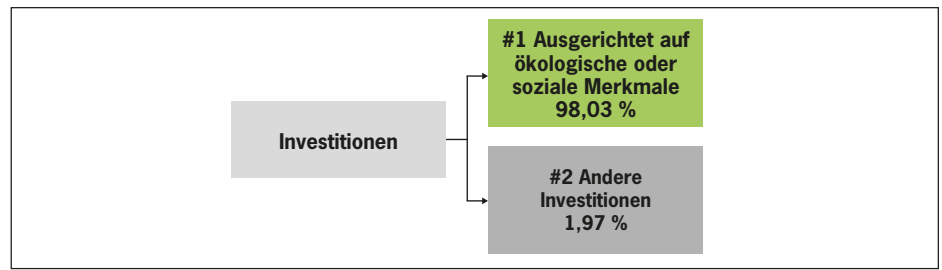 Investitionen
#1 Ausgerichtet auf
ökologische oder
soziale Merkmale
98,03 %
#2 Andere
Investitionen
1,97 %